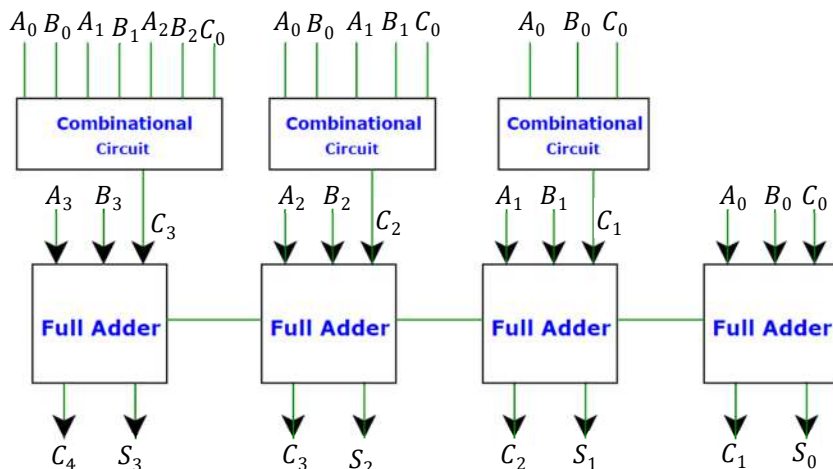 A₀ B₀ A₁ B₁ A₂ B₂ C₀ A₀ B₀ A₁ B₁ C₀ A₀ B₀ C₀
Combinational Combinational Combinational
Circuit Circuit Circuit
A₃ B₃ C₃ A₂ B₂ C₂ A₁ B₁ C₁ A₀ B₀ C₀
Full Adder Full Adder Full Adder Full Adder
C₄ S₃ C₃ S₂ C₂ S₁ C₁ S₀